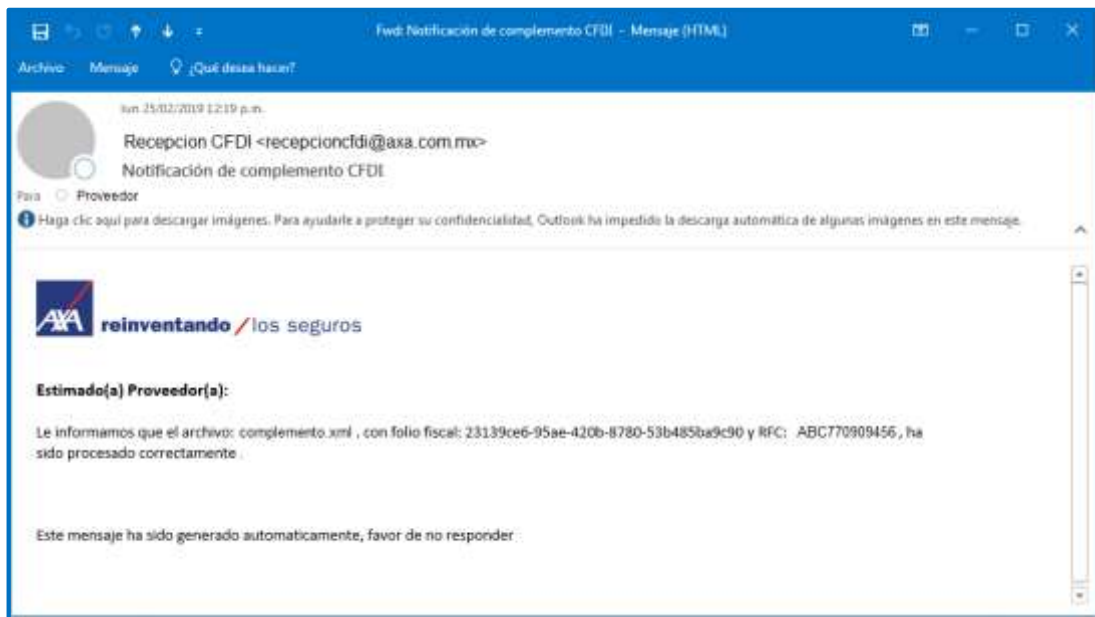 Fwd: Notificación de complemento CFDI - Mensaje (HTML)
Archivo Mensaje ¿Qué desea hacer?
lun 25/02/2019 12:19 p.m.
Recepcion CFDI <recepcioncfdi@axa.com.mx>
Notificación de complemento CFDI
Para Proveedor
Haga clic aquí para descargar imágenes. Para ayudarle a proteger su confidencialidad, Outlook ha impedido la descarga automática de algunas imágenes en este mensaje.
AXA reinventando / los seguros
Estimado(a) Proveedor(a):
Le informamos que el archivo: complemento.xml , con folio fiscal: 23139ce6-95ae-420b-8780-53b485ba9c90 y RFC: ABC770909456 , ha
sido procesado correctamente .
Este mensaje ha sido generado automaticamente, favor de no responder